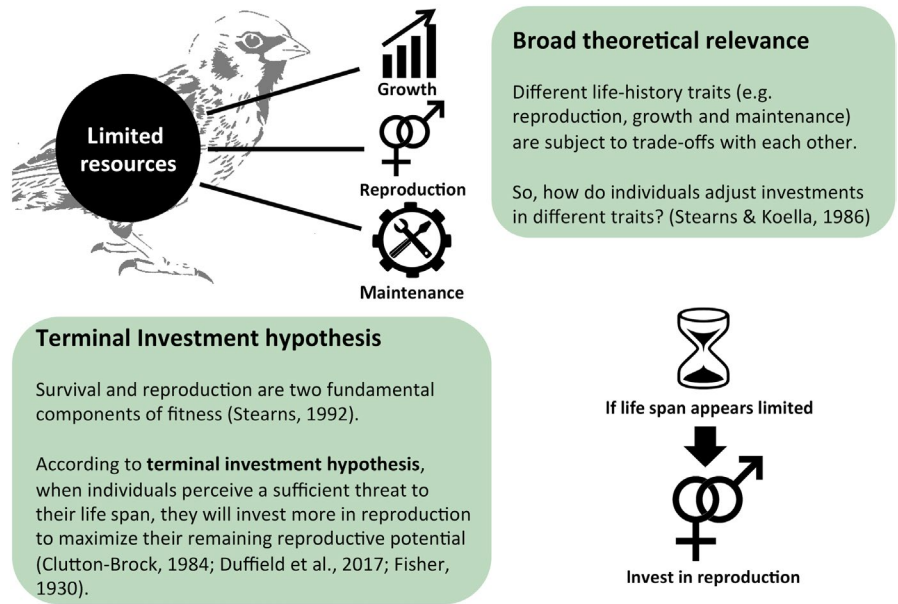 Limited
resources
Growth
Reproduction
Maintenance
Broad theoretical relevance
Different life-history traits (e.g.
reproduction, growth and maintenance)
are subject to trade-offs with each other.
So, how do individuals adjust investments
in different traits? (Stearns & Koella, 1986)
Terminal Investment hypothesis
Survival and reproduction are two fundamental
components of fitness (Stearns, 1992).
According to terminal investment hypothesis,
when individuals perceive a sufficient threat to
their life span, they will invest more in reproduction
to maximize their remaining reproductive potential
(Clutton-Brock, 1984; Duffield et al., 2017; Fisher,
1930).
If life span appears limited
Invest in reproduction